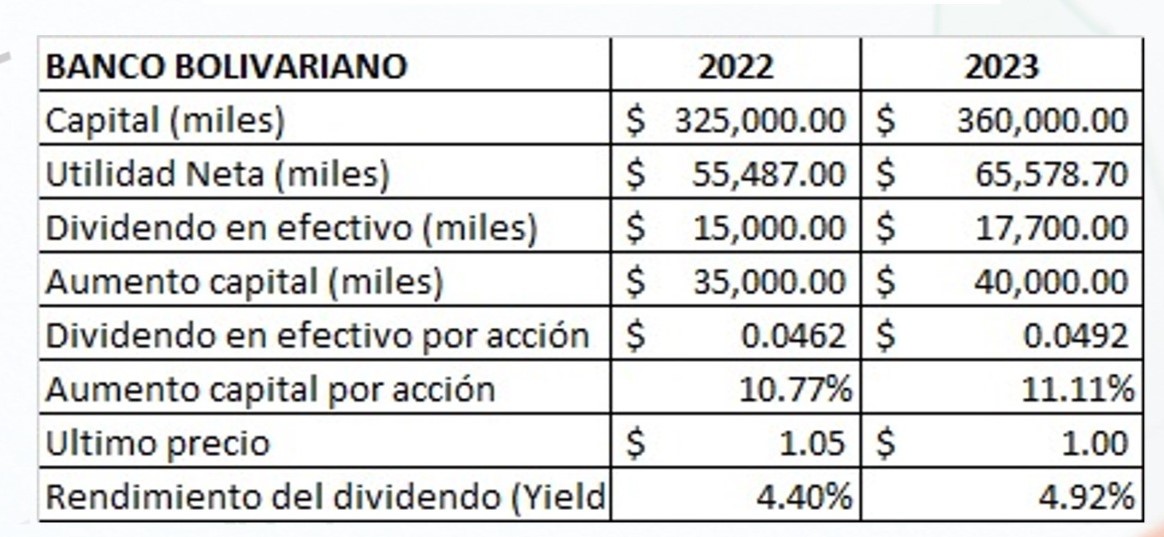 BANCO BOLIVARIANO 2022 2023
Capital (miles) $ 325,000.00 $ 360,000.00
Utilidad Neta (miles) $ 55,487.00 $ 65,578.70
Dividendo en efectivo (miles) $ 15,000.00 $ 17,700.00
Aumento capital (miles) $ 35,000.00 $ 40,000.00
Dividendo en efectivo por acción $ 0.0462 $ 0.0492
Aumento capital por acción 10.77% 11.11%
Ultimo precio $ 1.05 $ 1.00
Rendimiento del dividendo (Yield 4.40% 4.92%